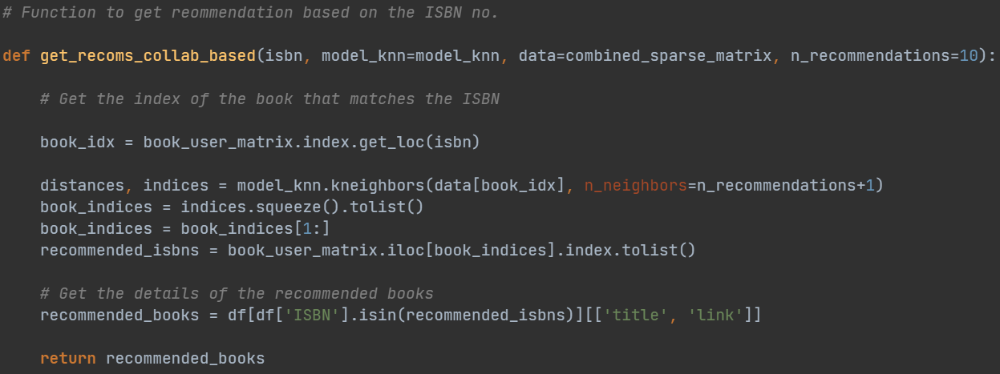 # Function to get reommendation based on the ISBN no.
def get_recoms_collab_based(isbn, model_knn=model_knn, data=combined_sparse_matrix, n_recommendations=10):
# Get the index of the book that matches the ISBN
book_idx = book_user_matrix.index.get_loc(isbn)
distances, indices = model_knn.kneighbors(data[book_idx], n_neighbors=n_recommendations+1)
book_indices = indices.squeeze().tolist()
book_indices = book_indices[1:]
recommended_isbns = book_user_matrix.iloc[book_indices].index.tolist()
# Get the details of the recommended books
recommended_books = df[df['ISBN'].isin(recommended_isbns)][['title', 'link']]
return recommended_books